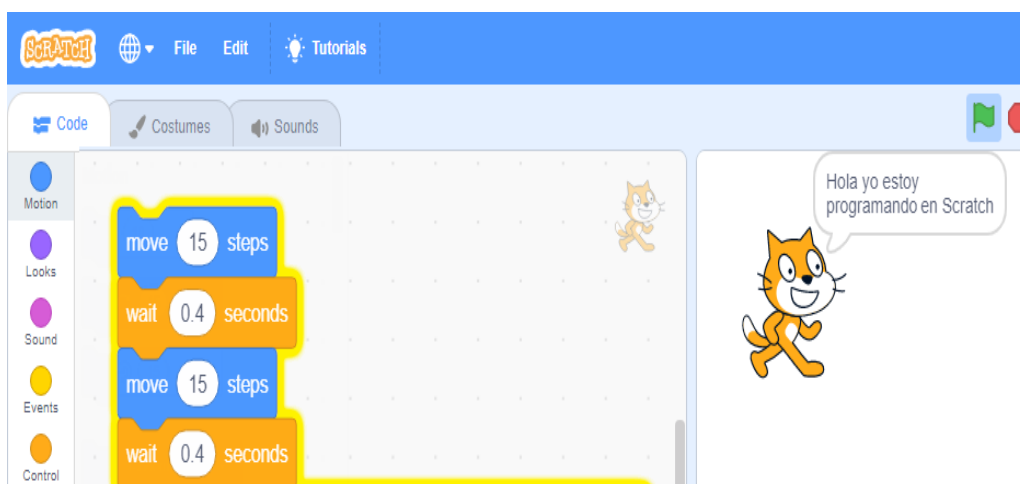 SCRATCH File Edit Tutorials
Code Costumes Sounds
Motion
Looks
Sound
Events
Control
move 15 steps
wait 0.4 seconds
move 15 steps
wait 0.4 seconds
Hola yo estoy
programando en Scratch